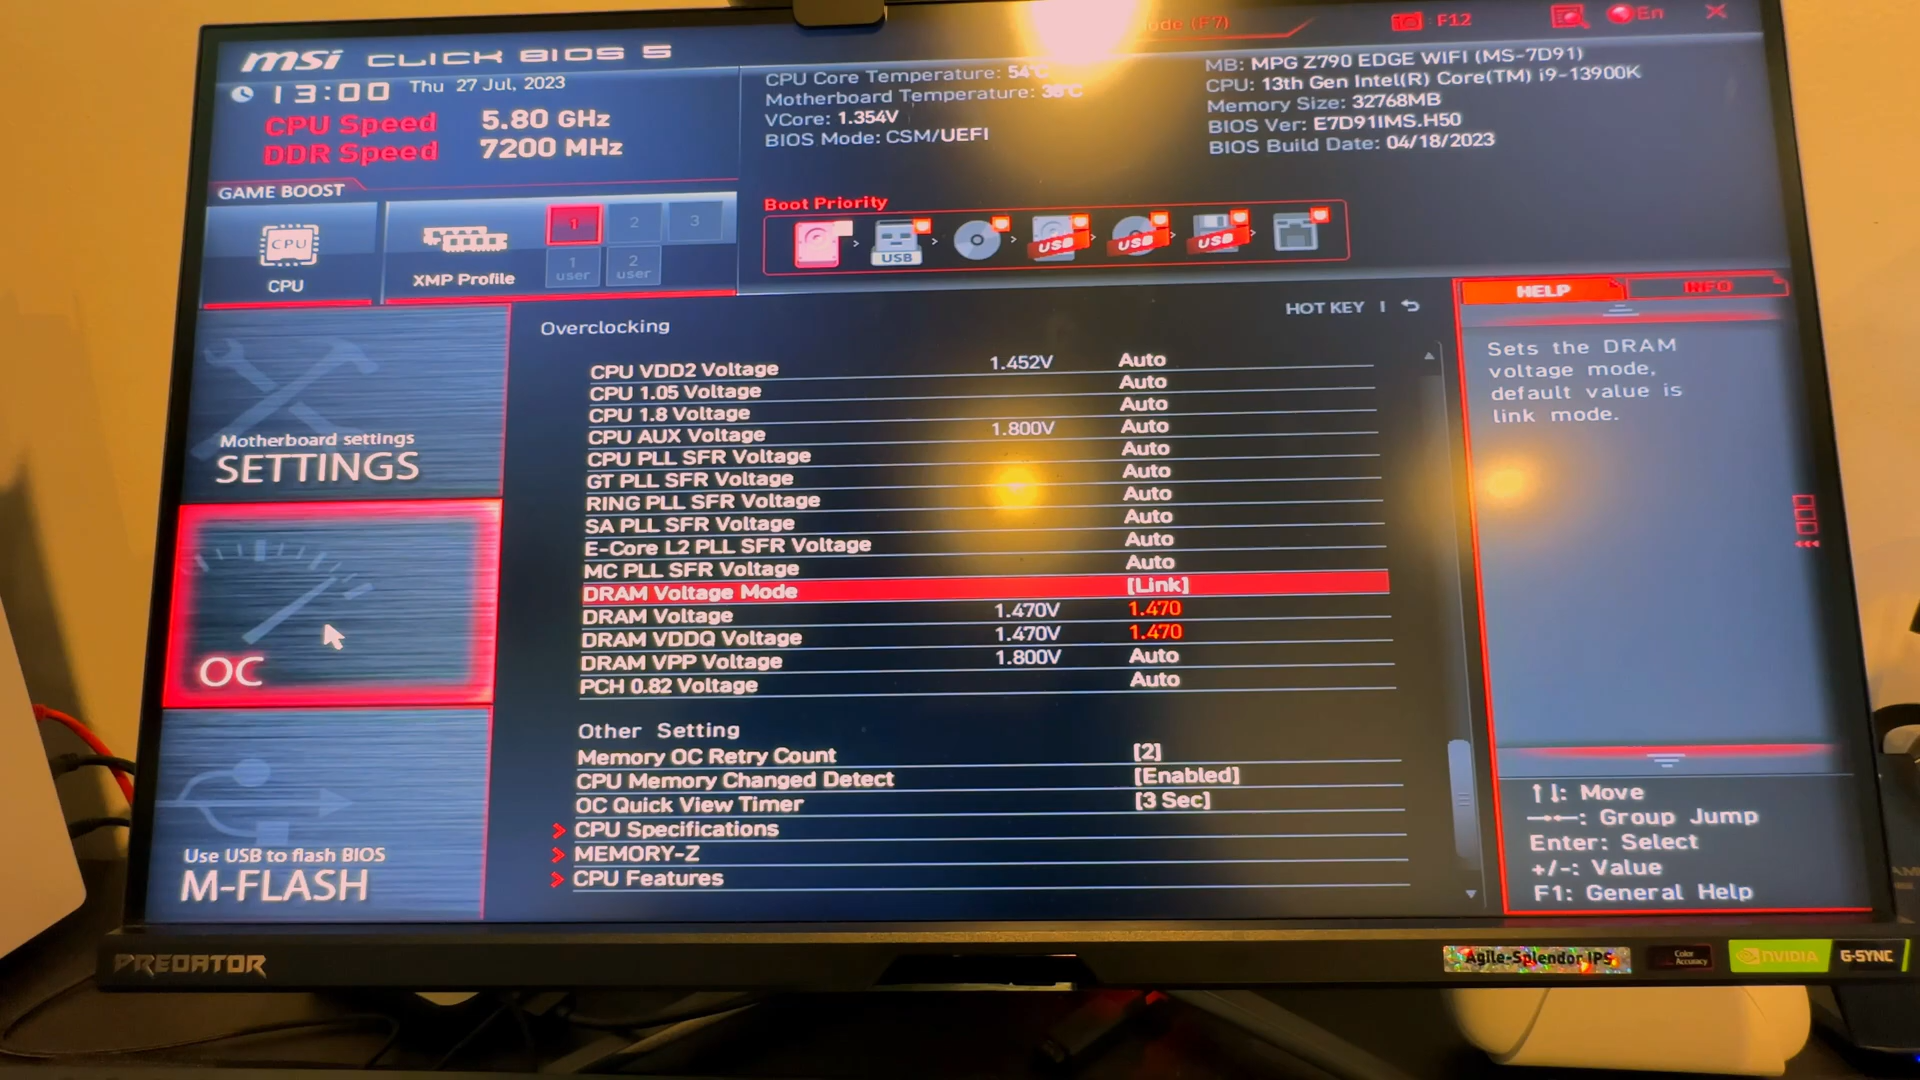 msi CLICK BIOS 5
ode (F7)
F12
En
X
13:00 Thu 27 Jul, 2023
CPU Speed 5.80 GHz
DDR Speed 7200 MHz
CPU Core Temperature: 54°C
Motherboard Temperature: 38°C
VCore: 1.354V
BIOS Mode: CSM/UEFI
MB: MPG Z790 EDGE WIFI (MS-7D91)
CPU: 13th Gen Intel(R) Core(TM) i9-13900K
Memory Size: 32768MB
BIOS Ver: E7D91IMS.H50
BIOS Build Date: 04/18/2023
GAME BOOST
CPU
CPU
XMP Profile
1 2 3
1 user 2 user
Boot Priority
USB USB USB USB
HELP INFO
Motherboard settings
SETTINGS
OC
Use USB to flash BIOS
M-FLASH
Overclocking
HOT KEY |
CPU VDD2 Voltage 1.452V Auto
CPU 1.05 Voltage Auto
CPU 1.8 Voltage Auto
CPU AUX Voltage 1.800V Auto
CPU PLL SFR Voltage Auto
GT PLL SFR Voltage Auto
RING PLL SFR Voltage Auto
SA PLL SFR Voltage Auto
E-Core L2 PLL SFR Voltage Auto
MC PLL SFR Voltage Auto
DRAM Voltage Mode [Link]
DRAM Voltage 1.470V 1.470
DRAM VDDQ Voltage 1.470V 1.470
DRAM VPP Voltage 1.800V Auto
PCH 0.82 Voltage Auto
Other Setting
Memory OC Retry Count [2]
CPU Memory Changed Detect [Enabled]
OC Quick View Timer [3 Sec]
> CPU Specifications
> MEMORY-Z
> CPU Features
Sets the DRAM
voltage mode,
default value is
link mode.
↑↓: Move
→←: Group Jump
Enter: Select
+/-: Value
F1: General Help
PREDATOR
Agile-Splendor IPS
Color Accuracy
NVIDIA G-SYNC